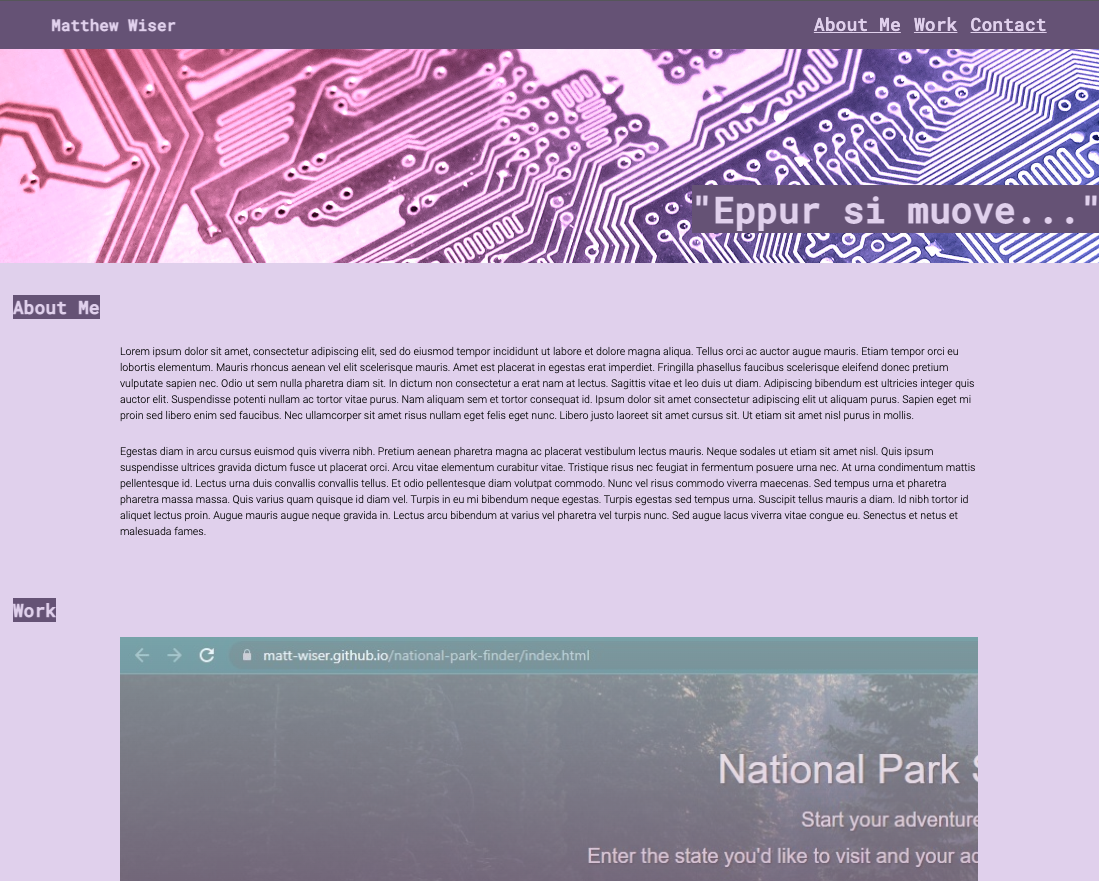 Matthew Wiser
About Me Work Contact
"Eppur si muove..."
About Me
Lorem ipsum dolor sit amet, consectetur adipiscing elit, sed do eiusmod tempor incididunt ut labore et dolore magna aliqua. Tellus orci ac auctor augue mauris. Etiam tempor orci eu
lobortis elementum. Mauris rhoncus aenean vel elit scelerisque mauris. Amet est placerat in egestas erat imperdiet. Fringilla phasellus faucibus scelerisque eleifend donec pretium
vulputate sapien nec. Odio ut sem nulla pharetra diam sit. In dictum non consectetur a erat nam at lectus. Sagittis vitae et leo duis ut diam. Adipiscing bibendum est ultricies integer quis
auctor elit. Suspendisse potenti nullam ac tortor vitae purus. Nam aliquam sem et tortor consequat id. Ipsum dolor sit amet consectetur adipiscing elit ut aliquam purus. Sapien eget mi
proin sed libero enim sed faucibus. Nec ullamcorper sit amet risus nullam eget felis eget nunc. Libero justo laoreet sit amet cursus sit. Ut etiam sit amet nisl purus in mollis.
Egestas diam in arcu cursus euismod quis viverra nibh. Pretium aenean pharetra magna ac placerat vestibulum lectus mauris. Neque sodales ut etiam sit amet nisl. Quis ipsum
suspendisse ultrices gravida dictum fusce ut placerat orci. Arcu vitae elementum curabitur vitae. Tristique risus nec feugiat in fermentum posuere urna nec. At urna condimentum mattis
pellentesque id. Lectus urna duis convallis convallis tellus. Et odio pellentesque diam volutpat commodo. Nunc vel risus commodo viverra maecenas. Sed tempus urna et pharetra
pharetra massa massa. Quis varius quam quisque id diam vel. Turpis in eu mi bibendum neque egestas. Turpis egestas sed tempus urna. Suscipit tellus mauris a diam. Id nibh tortor id
aliquet lectus proin. Augue mauris augue neque gravida in. Lectus arcu bibendum at varius vel pharetra vel turpis nunc. Sed augue lacus viverra vitae congue eu. Senectus et netus et
malesuada fames.
Work
matt-wiser.github.io/national-park-finder/index.html
National Park
Start your adventure
Enter the state you'd like to visit and your